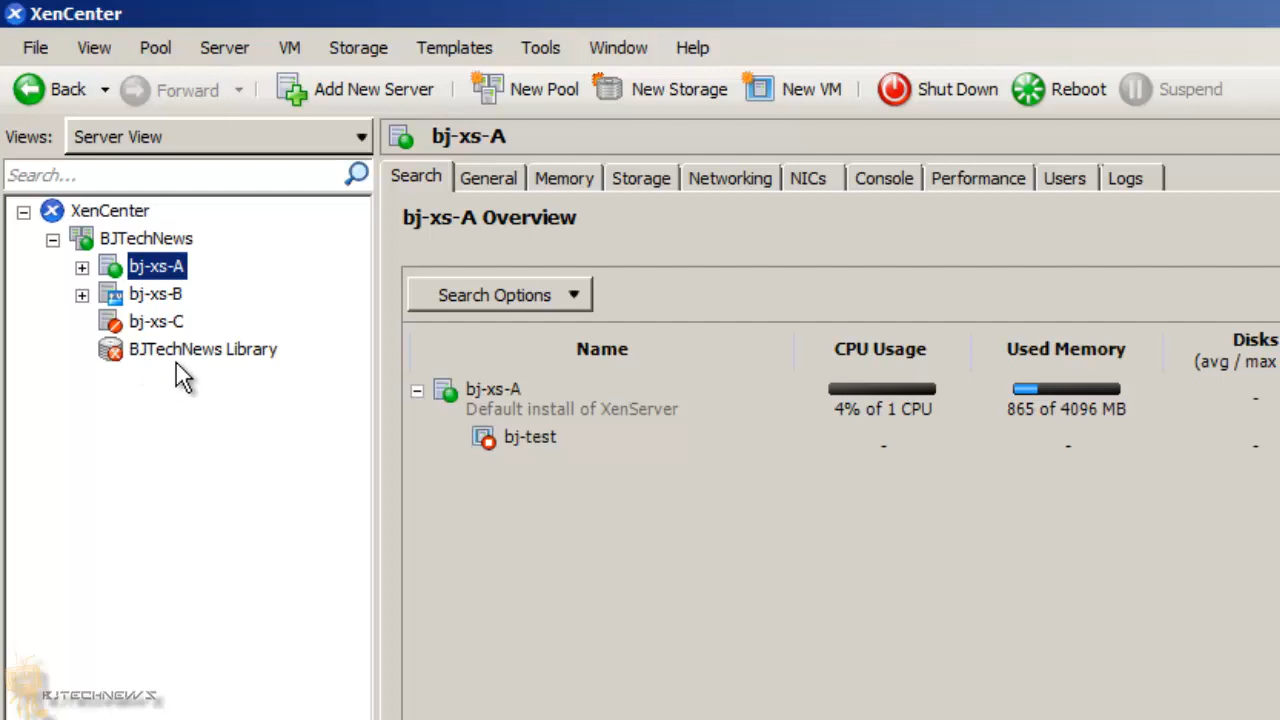 XenCenter
File View Pool Server VM Storage Templates Tools Window Help
Back Forward Add New Server New Pool New Storage New VM Shut Down Reboot Suspend
Views: Server View
bj-xs-A
Search...
Search General Memory Storage Networking NICs Console Performance Users Logs
XenCenter
BJTechNews
bj-xs-A
bj-xs-B
bj-xs-C
BJTechNews Library
bj-xs-A Overview
Search Options
Name CPU Usage Used Memory Disks
(avg / max
bj-xs-A
Default install of XenServer
4% of 1 CPU
865 of 4096 MB
-
bj-test
- - -
BJTECHNEWS